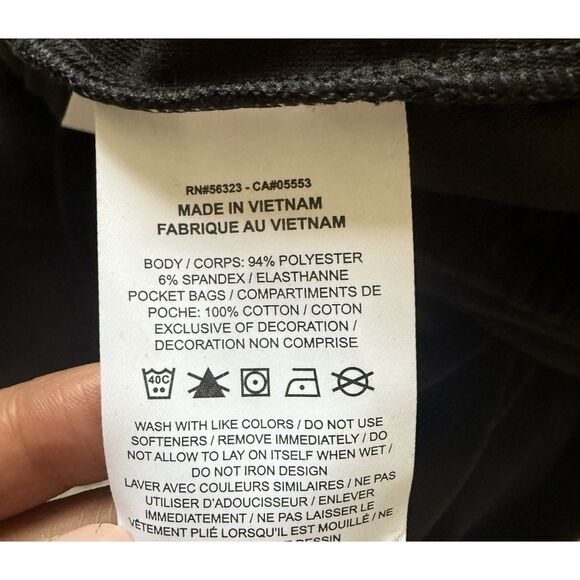 RN#56323 - CA#05553
MADE IN VIETNAM
FABRIQUE AU VIETNAM
BODY / CORPS: 94% POLYESTER
6% SPANDEX / ELASTHANNE
POCKET BAGS / COMPARTIMENTS DE
POCHE: 100% COTTON / COTON
EXCLUSIVE OF DECORATION /
DECORATION NON COMPRISE
40C
WASH WITH LIKE COLORS / DO NOT USE
SOFTENERS / REMOVE IMMEDIATELY / DO
NOT ALLOW TO LAY ON ITSELF WHEN WET /
DO NOT IRON DESIGN
LAVER AVEC COULEURS SIMILAIRES / NE PAS
UTILISER D'ADOUCISSEUR / ENLEVER
IMMEDIATEMENT / NE PAS LAISSER LE
VÊTEMENT PLIÉ LORSQU'IL EST MOUILLÉ / NE
DESSIN